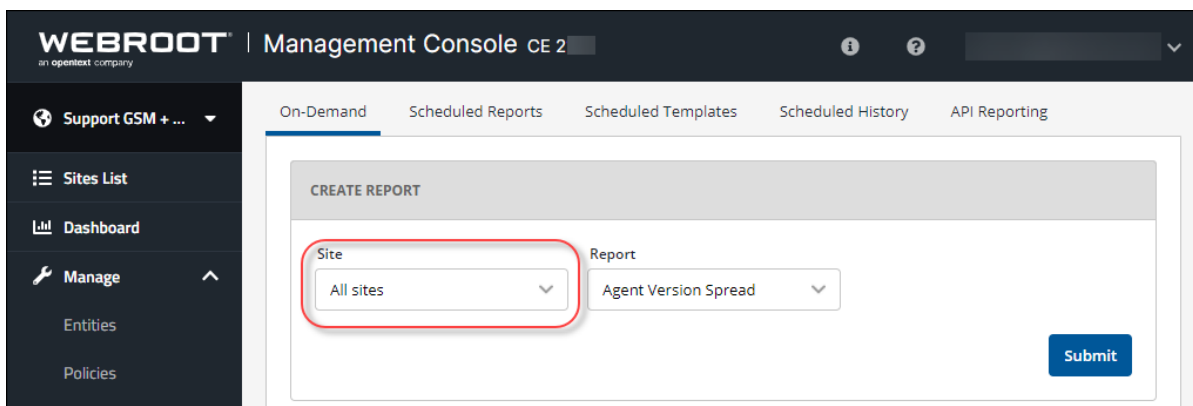 WEBROOT® | Management Console CE 2
an opentext company
Support GSM + ...
On-Demand Scheduled Reports Scheduled Templates Scheduled History API Reporting
Sites List
CREATE REPORT
Dashboard
Site Report
Manage
All sites Agent Version Spread
Entities
Submit
Policies